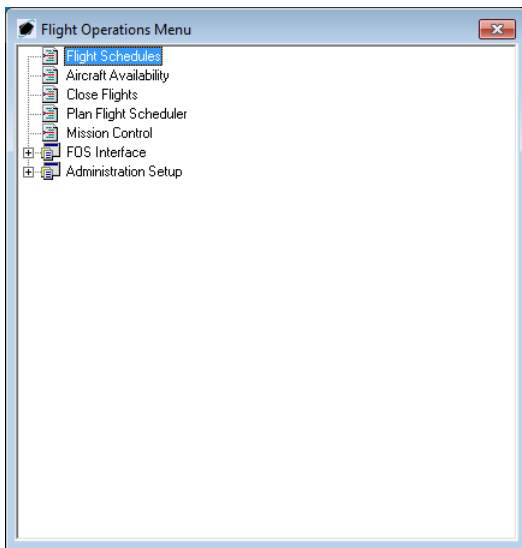 Flight Operations Menu
Flight Schedules
Aircraft Availability
Close Flights
Plan Flight Scheduler
Mission Control
FOS Interface
Administration Setup